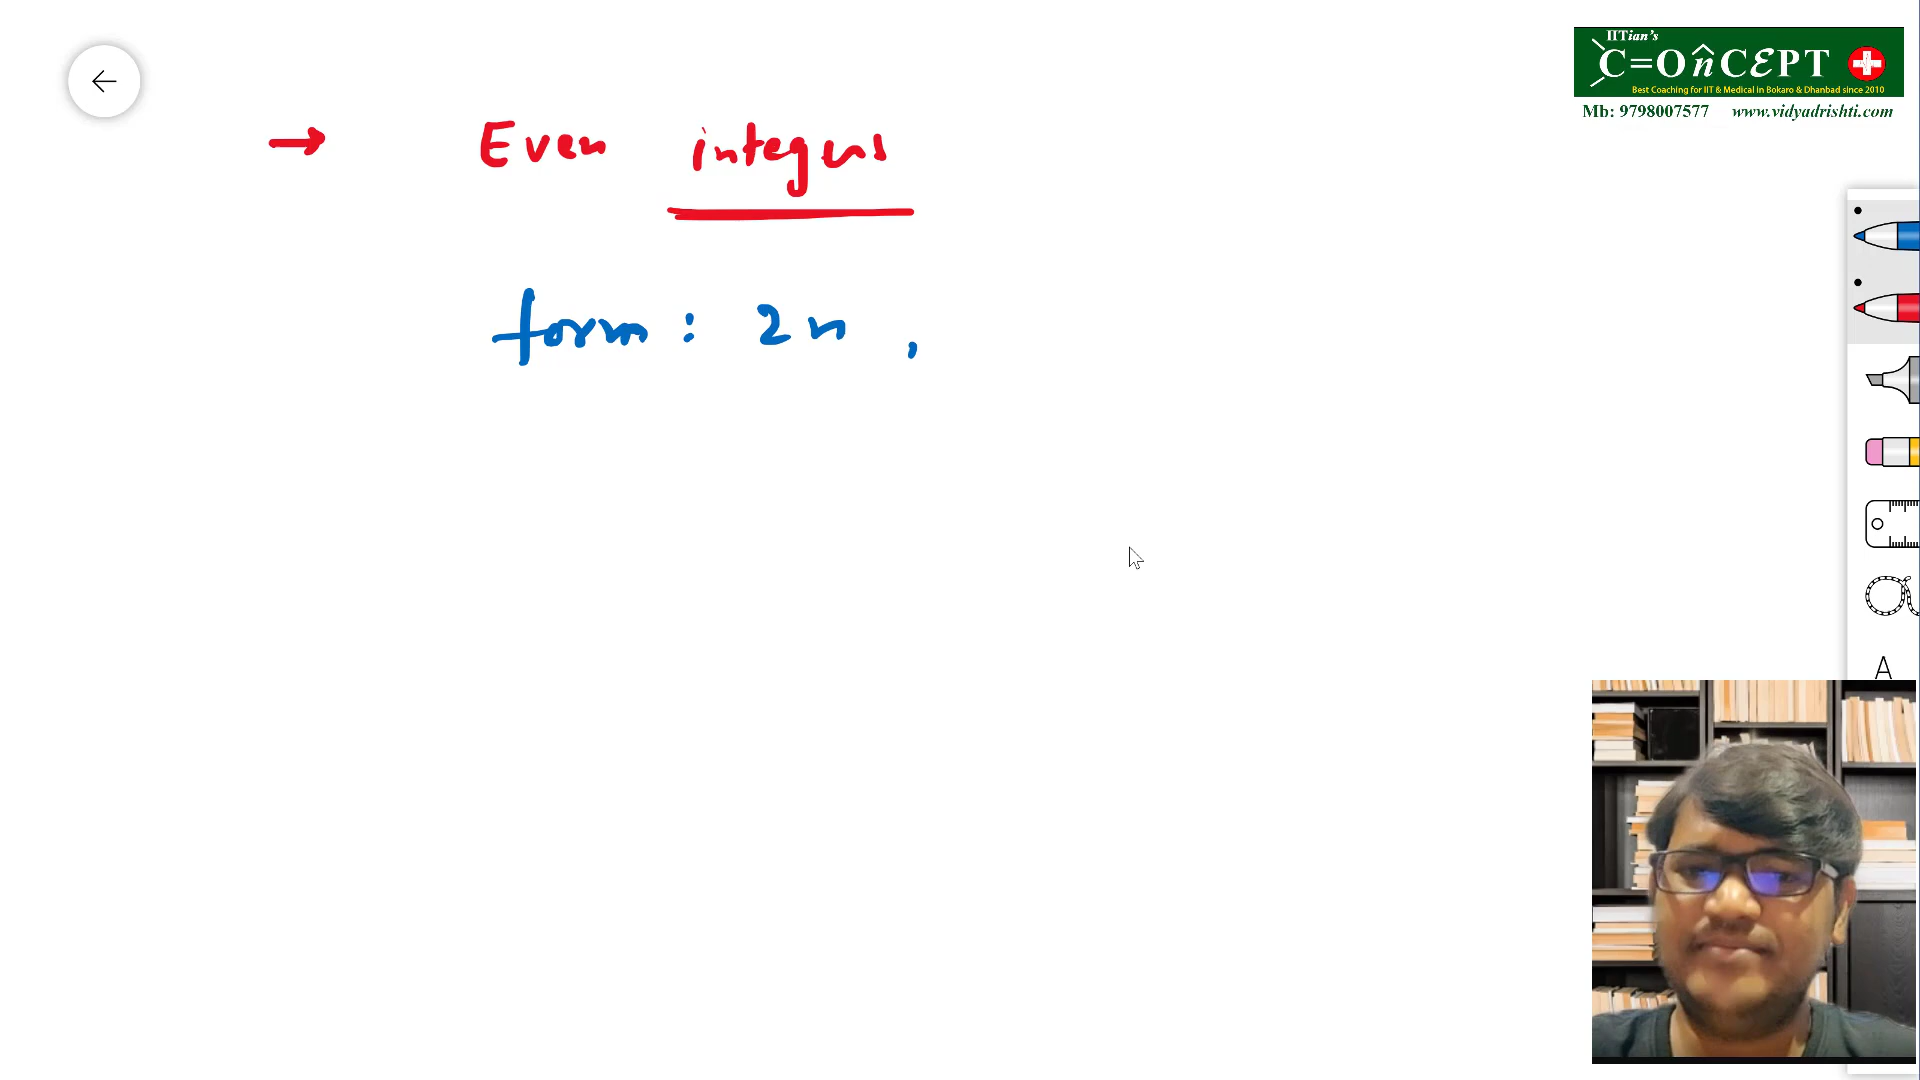 IITian's
C=OnCEPT
Best Coaching for IIT & Medical in Bokaro & Dhanbad since 2010
Mb: 9798007577 www.vidyadrishti.com
→ Even integers
form : 2n ,
A